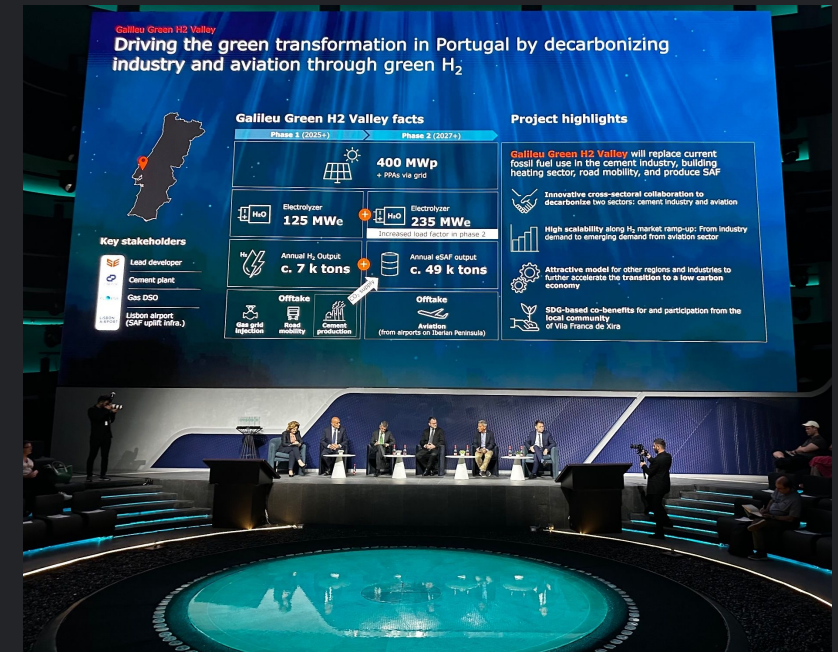 Galileu Green H2 Valley
Driving the green transformation in Portugal by decarbonizing
industry and aviation through green H₂
Galileu Green H2 Valley facts
Phase 1 (2025+)
Phase 2 (2027+)
400 MWp
+ PPAs via grid
H₂O
Electrolyzer
125 MWe
+
H₂O
Electrolyzer
235 MWe
Increased load factor in phase 2
H₂
Annual H₂ Output
c. 7 k tons
+
Annual eSAF output
c. 49 k tons
CO₂ supply
Offtake
Gas grid
injection
Road
mobility
Cement
production
Offtake
Aviation
(from airports on Iberian Peninsula)
Key stakeholders
Lead developer
Cement plant
Gas DSO
Lisbon airport
(SAF uplift infra.)
Project highlights
Galileu Green H2 Valley will replace current
fossil fuel use in the cement industry, building
heating sector, road mobility, and produce SAF
Innovative cross-sectoral collaboration to
decarbonize two sectors: cement industry and aviation
High scalability along H₂ market ramp-up: From industry
demand to emerging demand from aviation sector
Attractive model for other regions and industries to
further accelerate the transition to a low carbon
economy
SDG-based co-benefits for and participation from the
local community
of Vila Franca de Xira